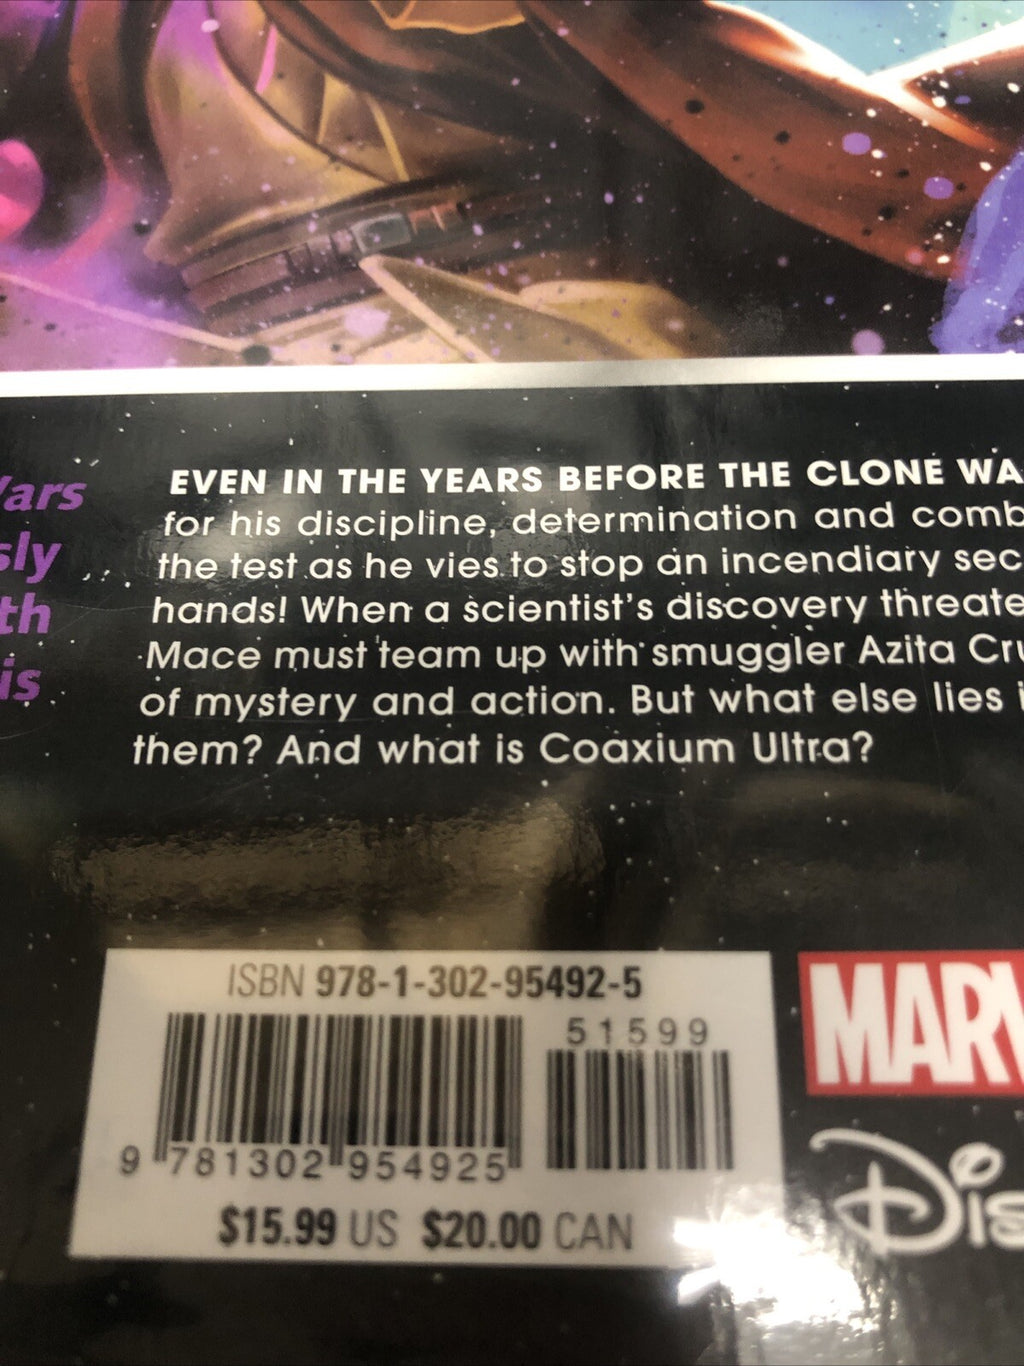 Wars
sly
th
is
EVEN IN THE YEARS BEFORE THE CLONE WA
for his discipline, determination and comb
the test as he vies to stop an incendiary sec
hands! When a scientist's discovery threate
Mace must team up with smuggler Azita Cru
of mystery and action. But what else lies i
them? And what is Coaxium Ultra?
ISBN 978-1-302-95492-5
51599
9 781302 954925
$15.99 US $20.00 CAN
MARV
Dis